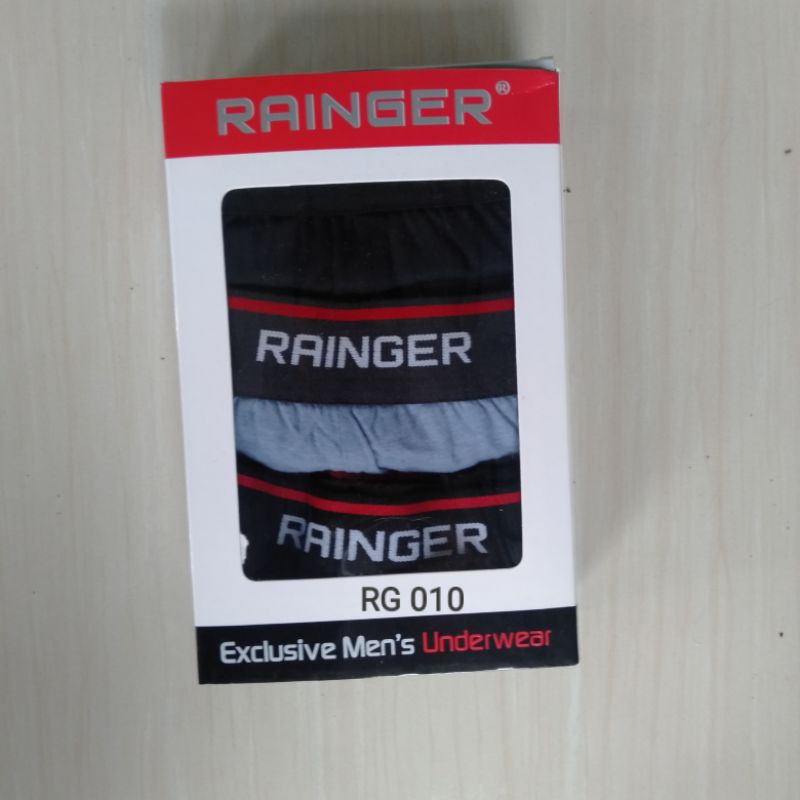 RAINGER®
RAINGER
RAINGER
RG 010
Exclusive Men's Underwear